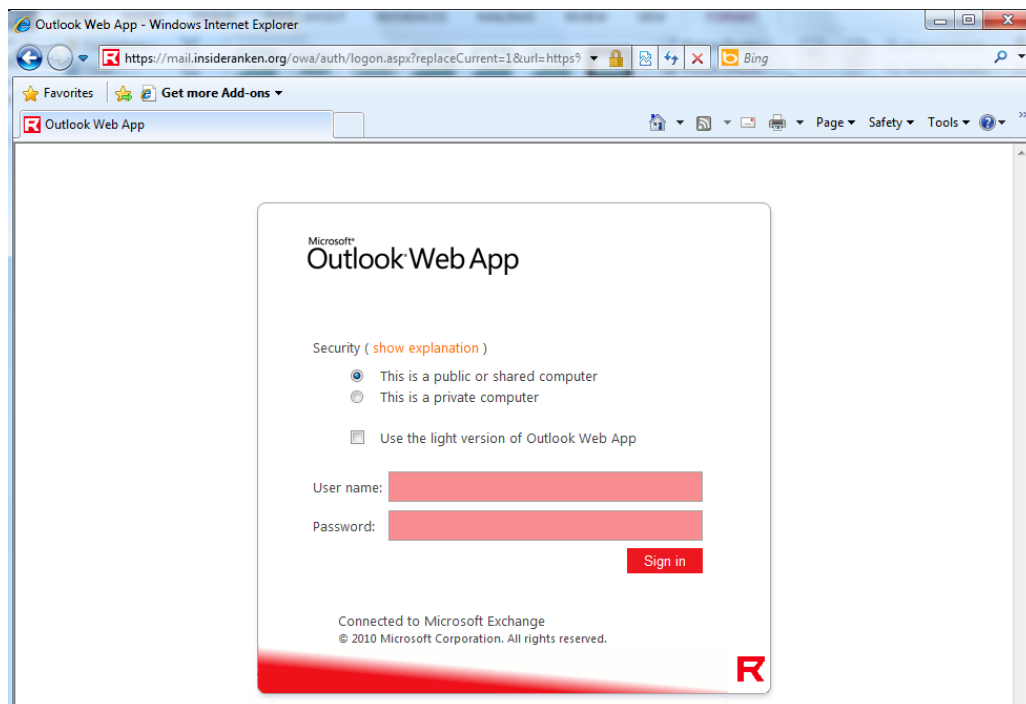 Outlook Web App - Windows Internet Explorer
https://mail.insideranken.org/owa/auth/logon.aspx?replaceCurrent=1&url=https
Bing
Favorites
Get more Add-ons
Outlook Web App
Page
Safety
Tools
Microsoft®
Outlook Web App
Security ( show explanation )
This is a public or shared computer
This is a private computer
Use the light version of Outlook Web App
User name:
Password:
Sign in
Connected to Microsoft Exchange
© 2010 Microsoft Corporation. All rights reserved.
R